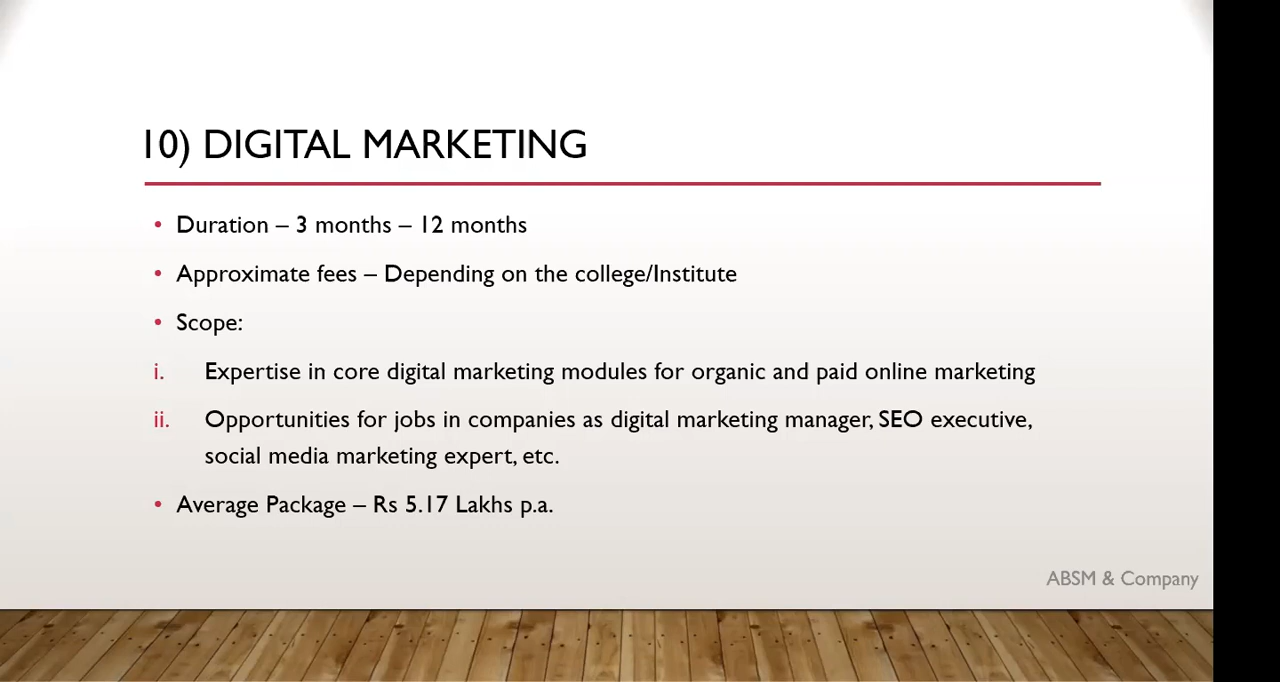 10) DIGITAL MARKETING
• Duration – 3 months – 12 months
• Approximate fees – Depending on the college/Institute
• Scope:
i. Expertise in core digital marketing modules for organic and paid online marketing
ii. Opportunities for jobs in companies as digital marketing manager, SEO executive,
social media marketing expert, etc.
• Average Package – Rs 5.17 Lakhs p.a.
ABSM & Company